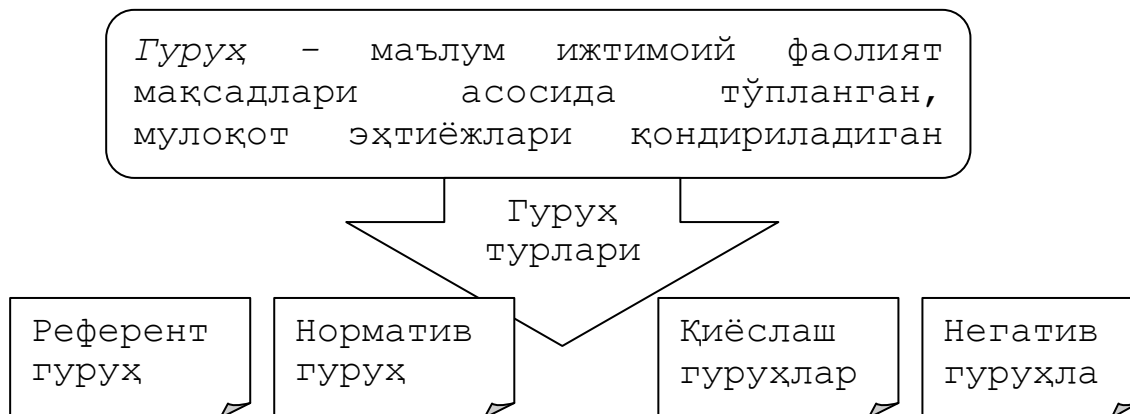 Гуруҳ – маълум ижтимоий фаолият
мақсадлари асосида тўпланган,
мулоқот эҳтиёжлари қондириладиган
Гуруҳ
турлари
Референт
гуруҳ
Норматив
гуруҳ
Қиёслаш
гуруҳлар
Негатив
гуруҳла